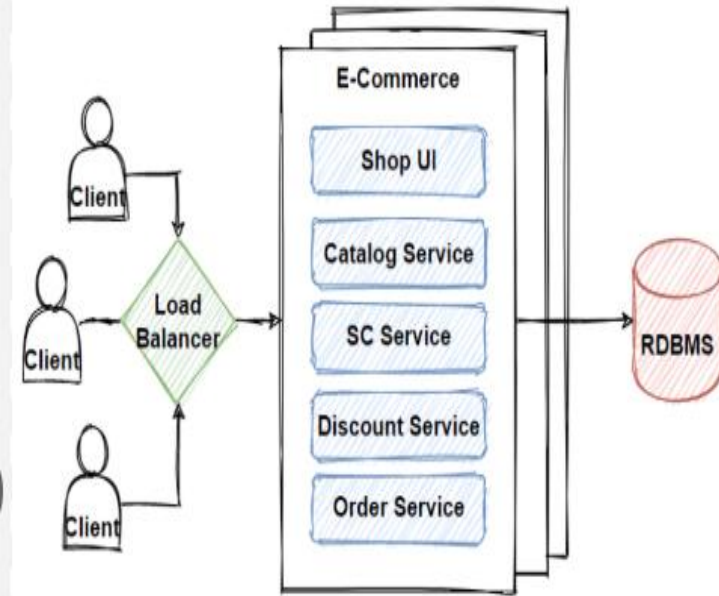 E-Commerce
Shop UI
Client
Catalog Service
Load
Balancer
SC Service
RDBMS
Client
Discount Service
Order Service
Client